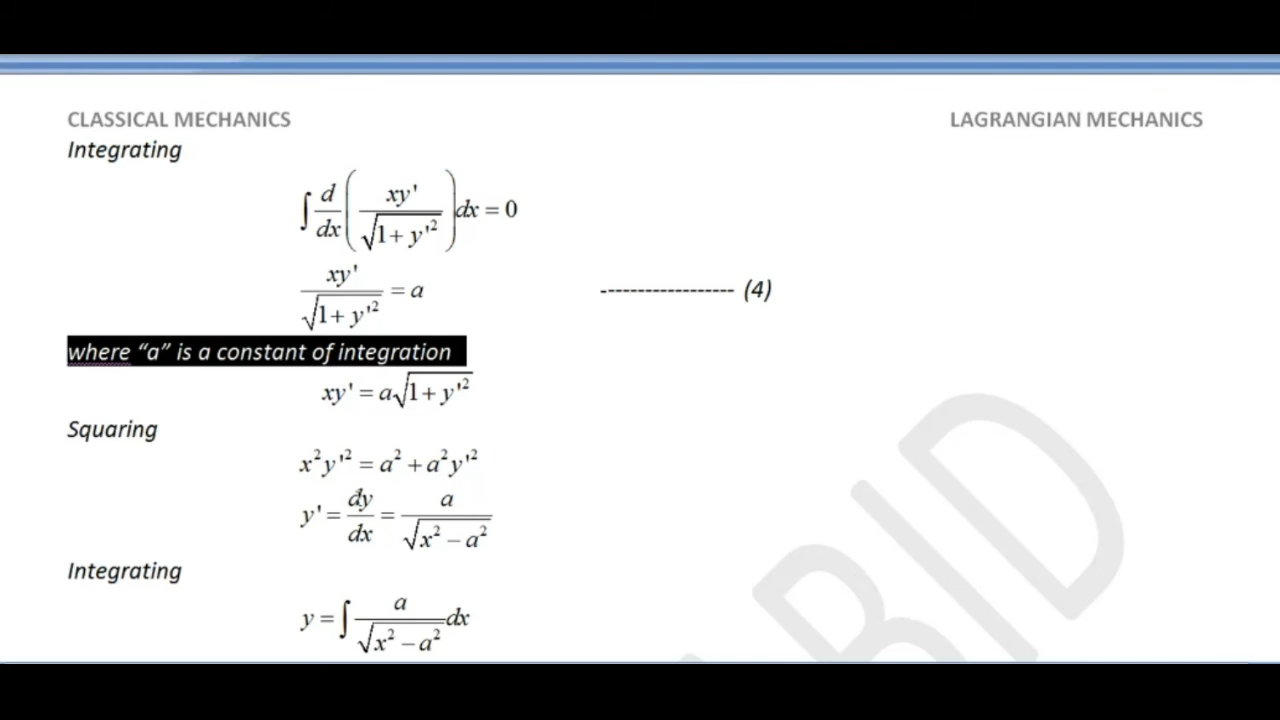 CLASSICAL MECHANICS LAGRANGIAN MECHANICS
Integrating
∫ d/dx ( xy' / √(1 + y'²) ) dx = 0
xy' / √(1 + y'²) = a ----------------- (4)
where “a” is a constant of integration
xy' = a√(1 + y'²)
Squaring
x²y'² = a² + a²y'²
y' = dy/dx = a / √(x² − a²)
Integrating
y = ∫ a / √(x² − a²) dx